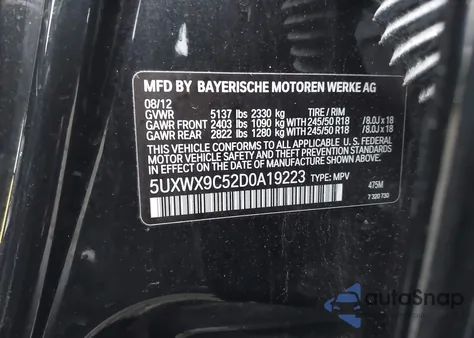 MFD BY BAYERISCHE MOTOREN WERKE AG
08/12
GVWR 5137 lbs 2330 kg TIRE / RIM
GAWR FRONT 2403 lbs 1090 kg WITH 245/50 R18 /8.0J x 18
GAWR REAR 2822 lbs 1280 kg WITH 245/50 R18 /8.0J x 18
THIS VEHICLE CONFORMS TO ALL APPLICABLE U.S. FEDERAL
MOTOR VEHICLE SAFETY STANDARDS IN EFFECT ON THE
DATE OF MANUFACTURE SHOWN ABOVE.
5UXWX9C52D0A19223 TYPE: MPV
475M
7 320 730
autoSnap